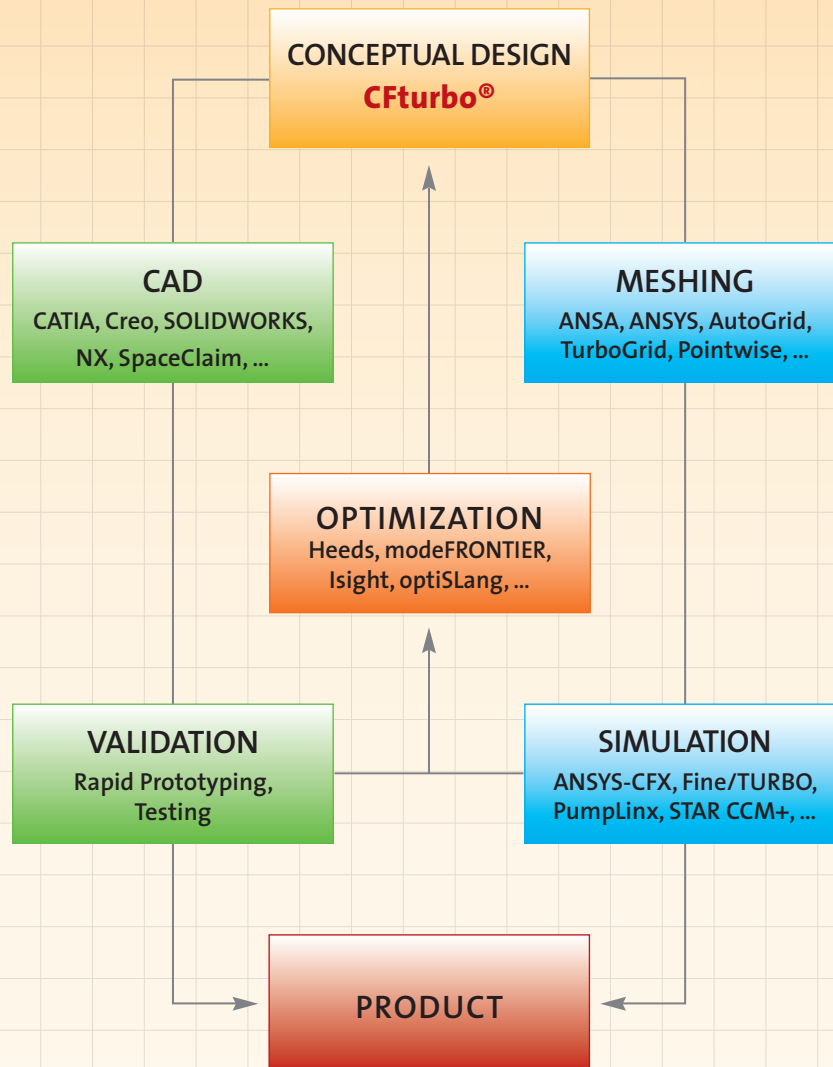 CONCEPTUAL DESIGN
CFturbo®
CAD
CATIA, Creo, SOLIDWORKS,
NX, SpaceClaim, ...
MESHING
ANSA, ANSYS, AutoGrid,
TurboGrid, Pointwise, ...
OPTIMIZATION
Heeds, modeFRONTIER,
Isight, optiSLang, ...
VALIDATION
Rapid Prototyping,
Testing
SIMULATION
ANSYS-CFX, Fine/TURBO,
PumpLinx, STAR CCM+, ...
PRODUCT